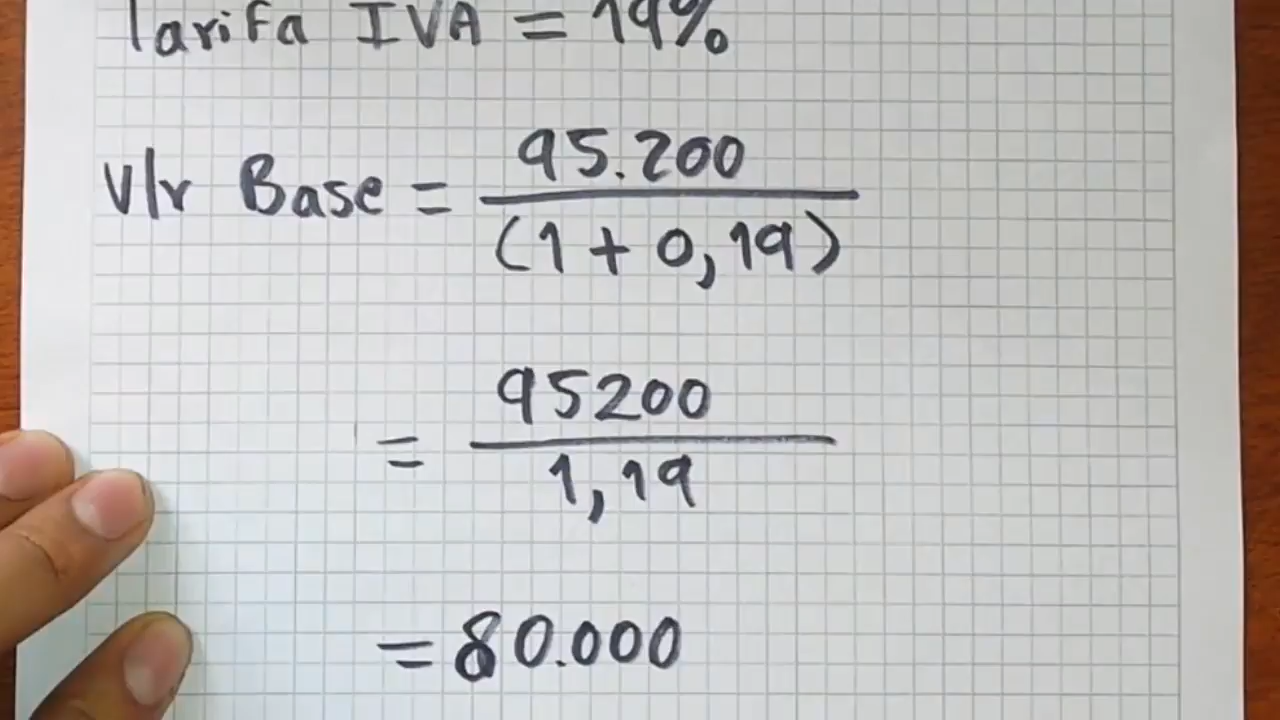 Tarifa IVA = 19%
V/r Base = 95.200
(1 + 0,19)
= 95200
1,19
= 80.000